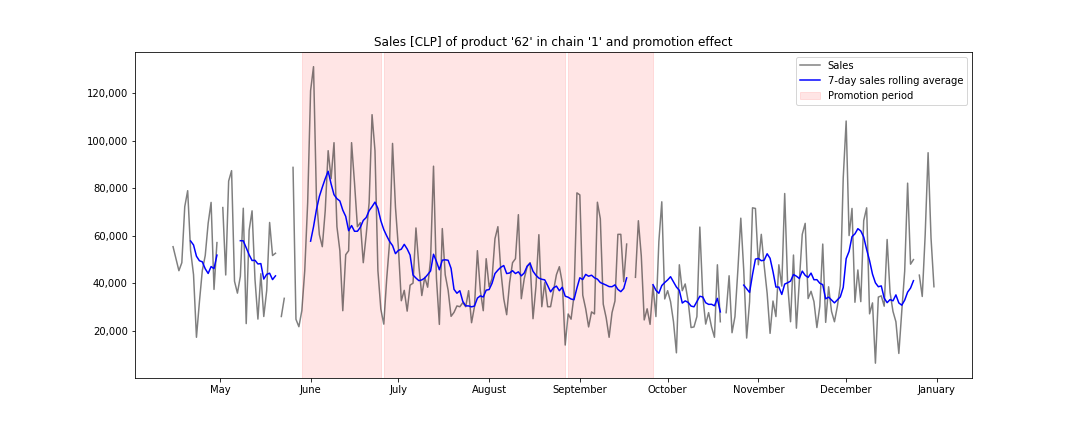 Sales [CLP] of product '62' in chain '1' and promotion effect
Sales
7-day sales rolling average
Promotion period
120,000
100,000
80,000
60,000
40,000
20,000
May June July August September October November December January